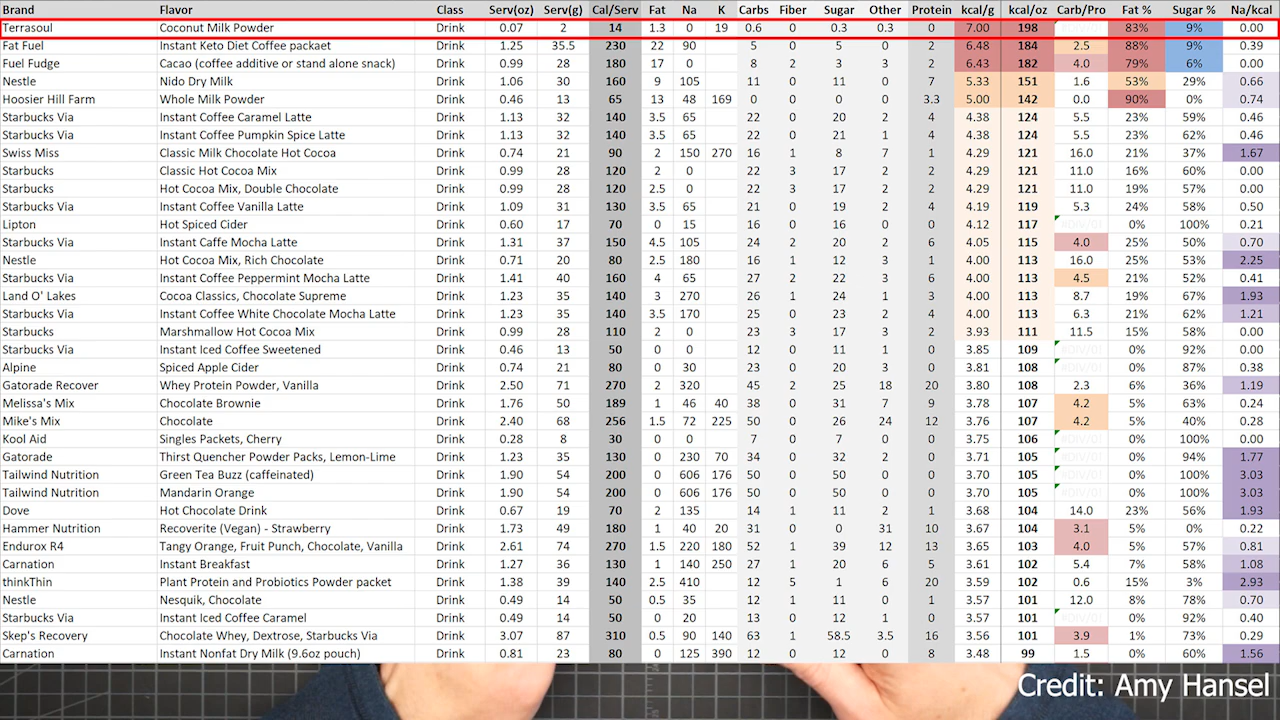 Brand Flavor Class Serv(oz) Serv(g) Cal/Serv Fat Na K Carbs Fiber Sugar Other Protein kcal/g kcal/oz Carb/Pro Fat % Sugar % Na/kcal
Terrasoul Coconut Milk Powder Drink 0.07 2 14 1.3 0 19 0.6 0 0.3 0.3 0 7.00 198 83% 9% 0.00
Fat Fuel Instant Keto Diet Coffee packaet Drink 1.25 35.5 230 22 90 5 0 5 0 2 6.48 184 2.5 88% 9% 0.39
Fuel Fudge Cacao (coffee additive or stand alone snack) Drink 0.99 28 180 17 0 8 2 3 3 2 6.43 182 4.0 79% 6% 0.00
Nestle Nido Dry Milk Drink 1.06 30 160 9 105 11 0 11 0 7 5.33 151 1.6 53% 29% 0.66
Hoosier Hill Farm Whole Milk Powder Drink 0.46 13 65 13 48 169 0 0 0 0 3.3 5.00 142 0.0 90% 0% 0.74
Starbucks Via Instant Coffee Caramel Latte Drink 1.13 32 140 3.5 65 22 0 20 2 4 4.38 124 5.5 23% 59% 0.46
Starbucks Via Instant Coffee Pumpkin Spice Latte Drink 1.13 32 140 3.5 65 22 0 21 1 4 4.38 124 5.5 23% 62% 0.46
Swiss Miss Classic Milk Chocolate Hot Cocoa Drink 0.74 21 90 2 150 270 16 1 8 7 1 4.29 121 16.0 21% 37% 1.67
Starbucks Classic Hot Cocoa Mix Drink 0.99 28 120 2 0 22 3 17 2 2 4.29 121 11.0 16% 60% 0.00
Starbucks Hot Cocoa Mix, Double Chocolate Drink 0.99 28 120 2.5 0 22 3 17 2 2 4.29 121 11.0 19% 57% 0.00
Starbucks Via Instant Coffee Vanilla Latte Drink 1.09 31 130 3.5 65 21 0 19 2 4 4.19 119 5.3 24% 58% 0.50
Lipton Hot Spiced Cider Drink 0.60 17 70 0 15 16 0 16 0 0 4.12 117 #DIV/0! 0% 100% 0.21
Starbucks Via Instant Caffe Mocha Latte Drink 1.31 37 150 4.5 105 24 2 20 2 6 4.05 115 4.0 25% 50% 0.70
Nestle Hot Cocoa Mix, Rich Chocolate Drink 0.71 20 80 2.5 180 16 1 12 3 1 4.00 113 16.0 25% 53% 2.25
Starbucks Via Instant Coffee Peppermint Mocha Latte Drink 1.41 40 160 4 65 27 2 22 3 6 4.00 113 4.5 21% 52% 0.41
Land O' Lakes Cocoa Classics, Chocolate Supreme Drink 1.23 35 140 3 270 26 1 24 1 3 4.00 113 8.7 19% 67% 1.93
Starbucks Via Instant Coffee White Chocolate Mocha Latte Drink 1.23 35 140 3.5 170 25 0 23 2 4 4.00 113 6.3 21% 62% 1.21
Starbucks Marshmallow Hot Cocoa Mix Drink 0.99 28 110 2 0 23 3 17 3 2 3.93 111 11.5 15% 58% 0.00
Starbucks Via Instant Iced Coffee Sweetened Drink 0.46 13 50 0 0 12 0 11 1 0 3.85 109 #DIV/0! 0% 92% 0.00
Alpine Spiced Apple Cider Drink 0.74 21 80 0 30 23 0 20 3 0 3.81 108 #DIV/0! 0% 87% 0.38
Gatorade Recover Whey Protein Powder, Vanilla Drink 2.50 71 270 2 320 45 2 25 18 20 3.80 108 2.3 6% 36% 1.19
Melissa's Mix Chocolate Brownie Drink 1.76 50 189 1 46 40 38 0 31 7 9 3.78 107 4.2 5% 63% 0.24
Mike's Mix Chocolate Drink 2.40 68 256 1.5 72 225 50 0 26 24 12 3.76 107 4.2 5% 40% 0.28
Kool Aid Singles Packets, Cherry Drink 0.28 8 30 0 0 7 0 7 0 0 3.75 106 #DIV/0! 0% 100% 0.00
Gatorade Thirst Quencher Powder Packs, Lemon-Lime Drink 1.23 35 130 0 230 70 34 0 32 2 0 3.71 105 #DIV/0! 0% 94% 1.77
Tailwind Nutrition Green Tea Buzz (caffeinated) Drink 1.90 54 200 0 606 176 50 0 50 0 0 3.70 105 #DIV/0! 0% 100% 3.03
Tailwind Nutrition Mandarin Orange Drink 1.90 54 200 0 606 176 50 0 50 0 0 3.70 105 #DIV/0! 0% 100% 3.03
Dove Hot Chocolate Drink Drink 0.67 19 70 2 135 14 1 11 2 1 3.68 104 14.0 23% 56% 1.93
Hammer Nutrition Recoverite (Vegan) - Strawberry Drink 1.73 49 180 1 40 20 31 0 0 31 10 3.67 104 3.1 5% 0% 0.22
Endurox R4 Tangy Orange, Fruit Punch, Chocolate, Vanilla Drink 2.61 74 270 1.5 220 180 52 1 39 12 13 3.65 103 4.0 5% 57% 0.81
Carnation Instant Breakfast Drink 1.27 36 130 1 140 250 27 1 20 6 5 3.61 102 5.4 7% 58% 1.08
thinkThin Plant Protein and Probiotics Powder packet Drink 1.38 39 140 2.5 410 12 5 1 6 20 3.59 102 0.6 15% 3% 2.93
Nestle Nesquik, Chocolate Drink 0.49 14 50 0.5 35 12 1 11 0 1 3.57 101 12.0 8% 78% 0.70
Starbucks Via Instant Iced Coffee Caramel Drink 0.49 14 50 0 20 13 0 12 1 0 3.57 101 #DIV/0! 0% 92% 0.40
Skep's Recovery Chocolate Whey, Dextrose, Starbucks Via Drink 3.07 87 310 0.5 90 140 63 1 58.5 3.5 16 3.56 101 3.9 1% 73% 0.29
Carnation Instant Nonfat Dry Milk (9.6oz pouch) Drink 0.81 23 80 0 125 390 12 0 12 0 8 3.48 99 1.5 0% 60% 1.56
Credit: Amy Hansel